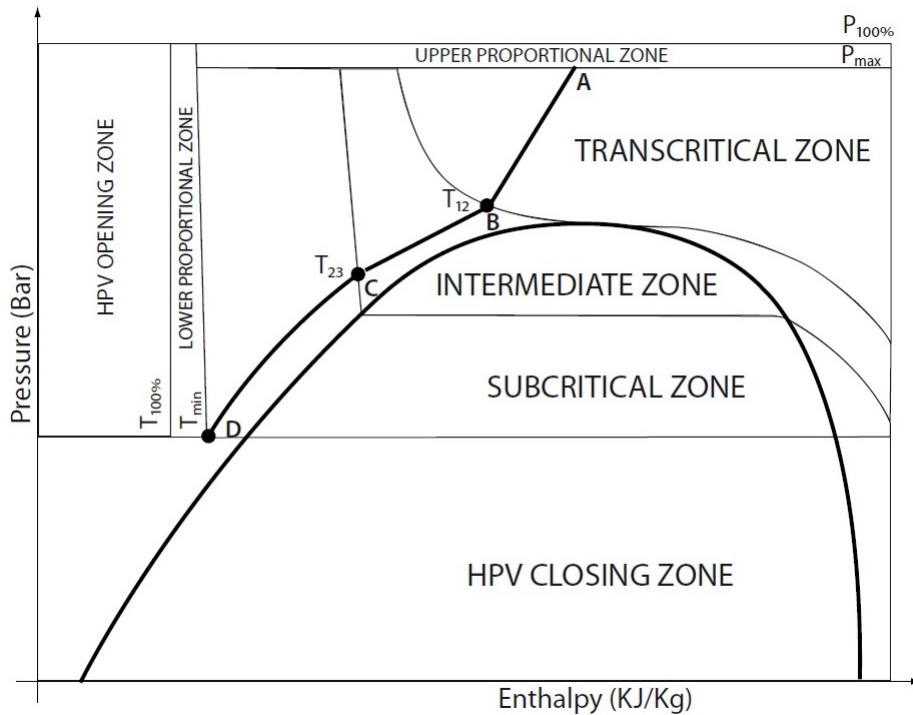 P100%
UPPER PROPORTIONAL ZONE
Pmax
A
TRANSCRITICAL ZONE
HPV OPENING ZONE
LOWER PROPORTIONAL ZONE
T12
B
T23
C
INTERMEDIATE ZONE
Pressure (Bar)
SUBCRITICAL ZONE
T100%
Tmin
D
HPV CLOSING ZONE
Enthalpy (KJ/Kg)